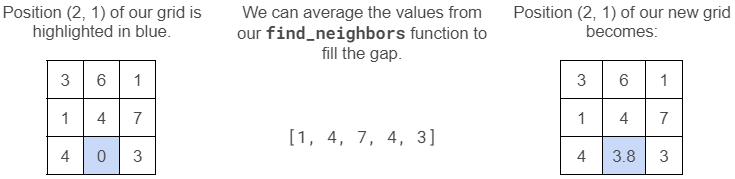 Position (2, 1) of our grid is
highlighted in blue.
3 6 1
1 4 7
4 0 3
We can average the values from
our find_neighbors function to
fill the gap.
[1, 4, 7, 4, 3]
Position (2, 1) of our new grid
becomes:
3 6 1
1 4 7
4 3.8 3